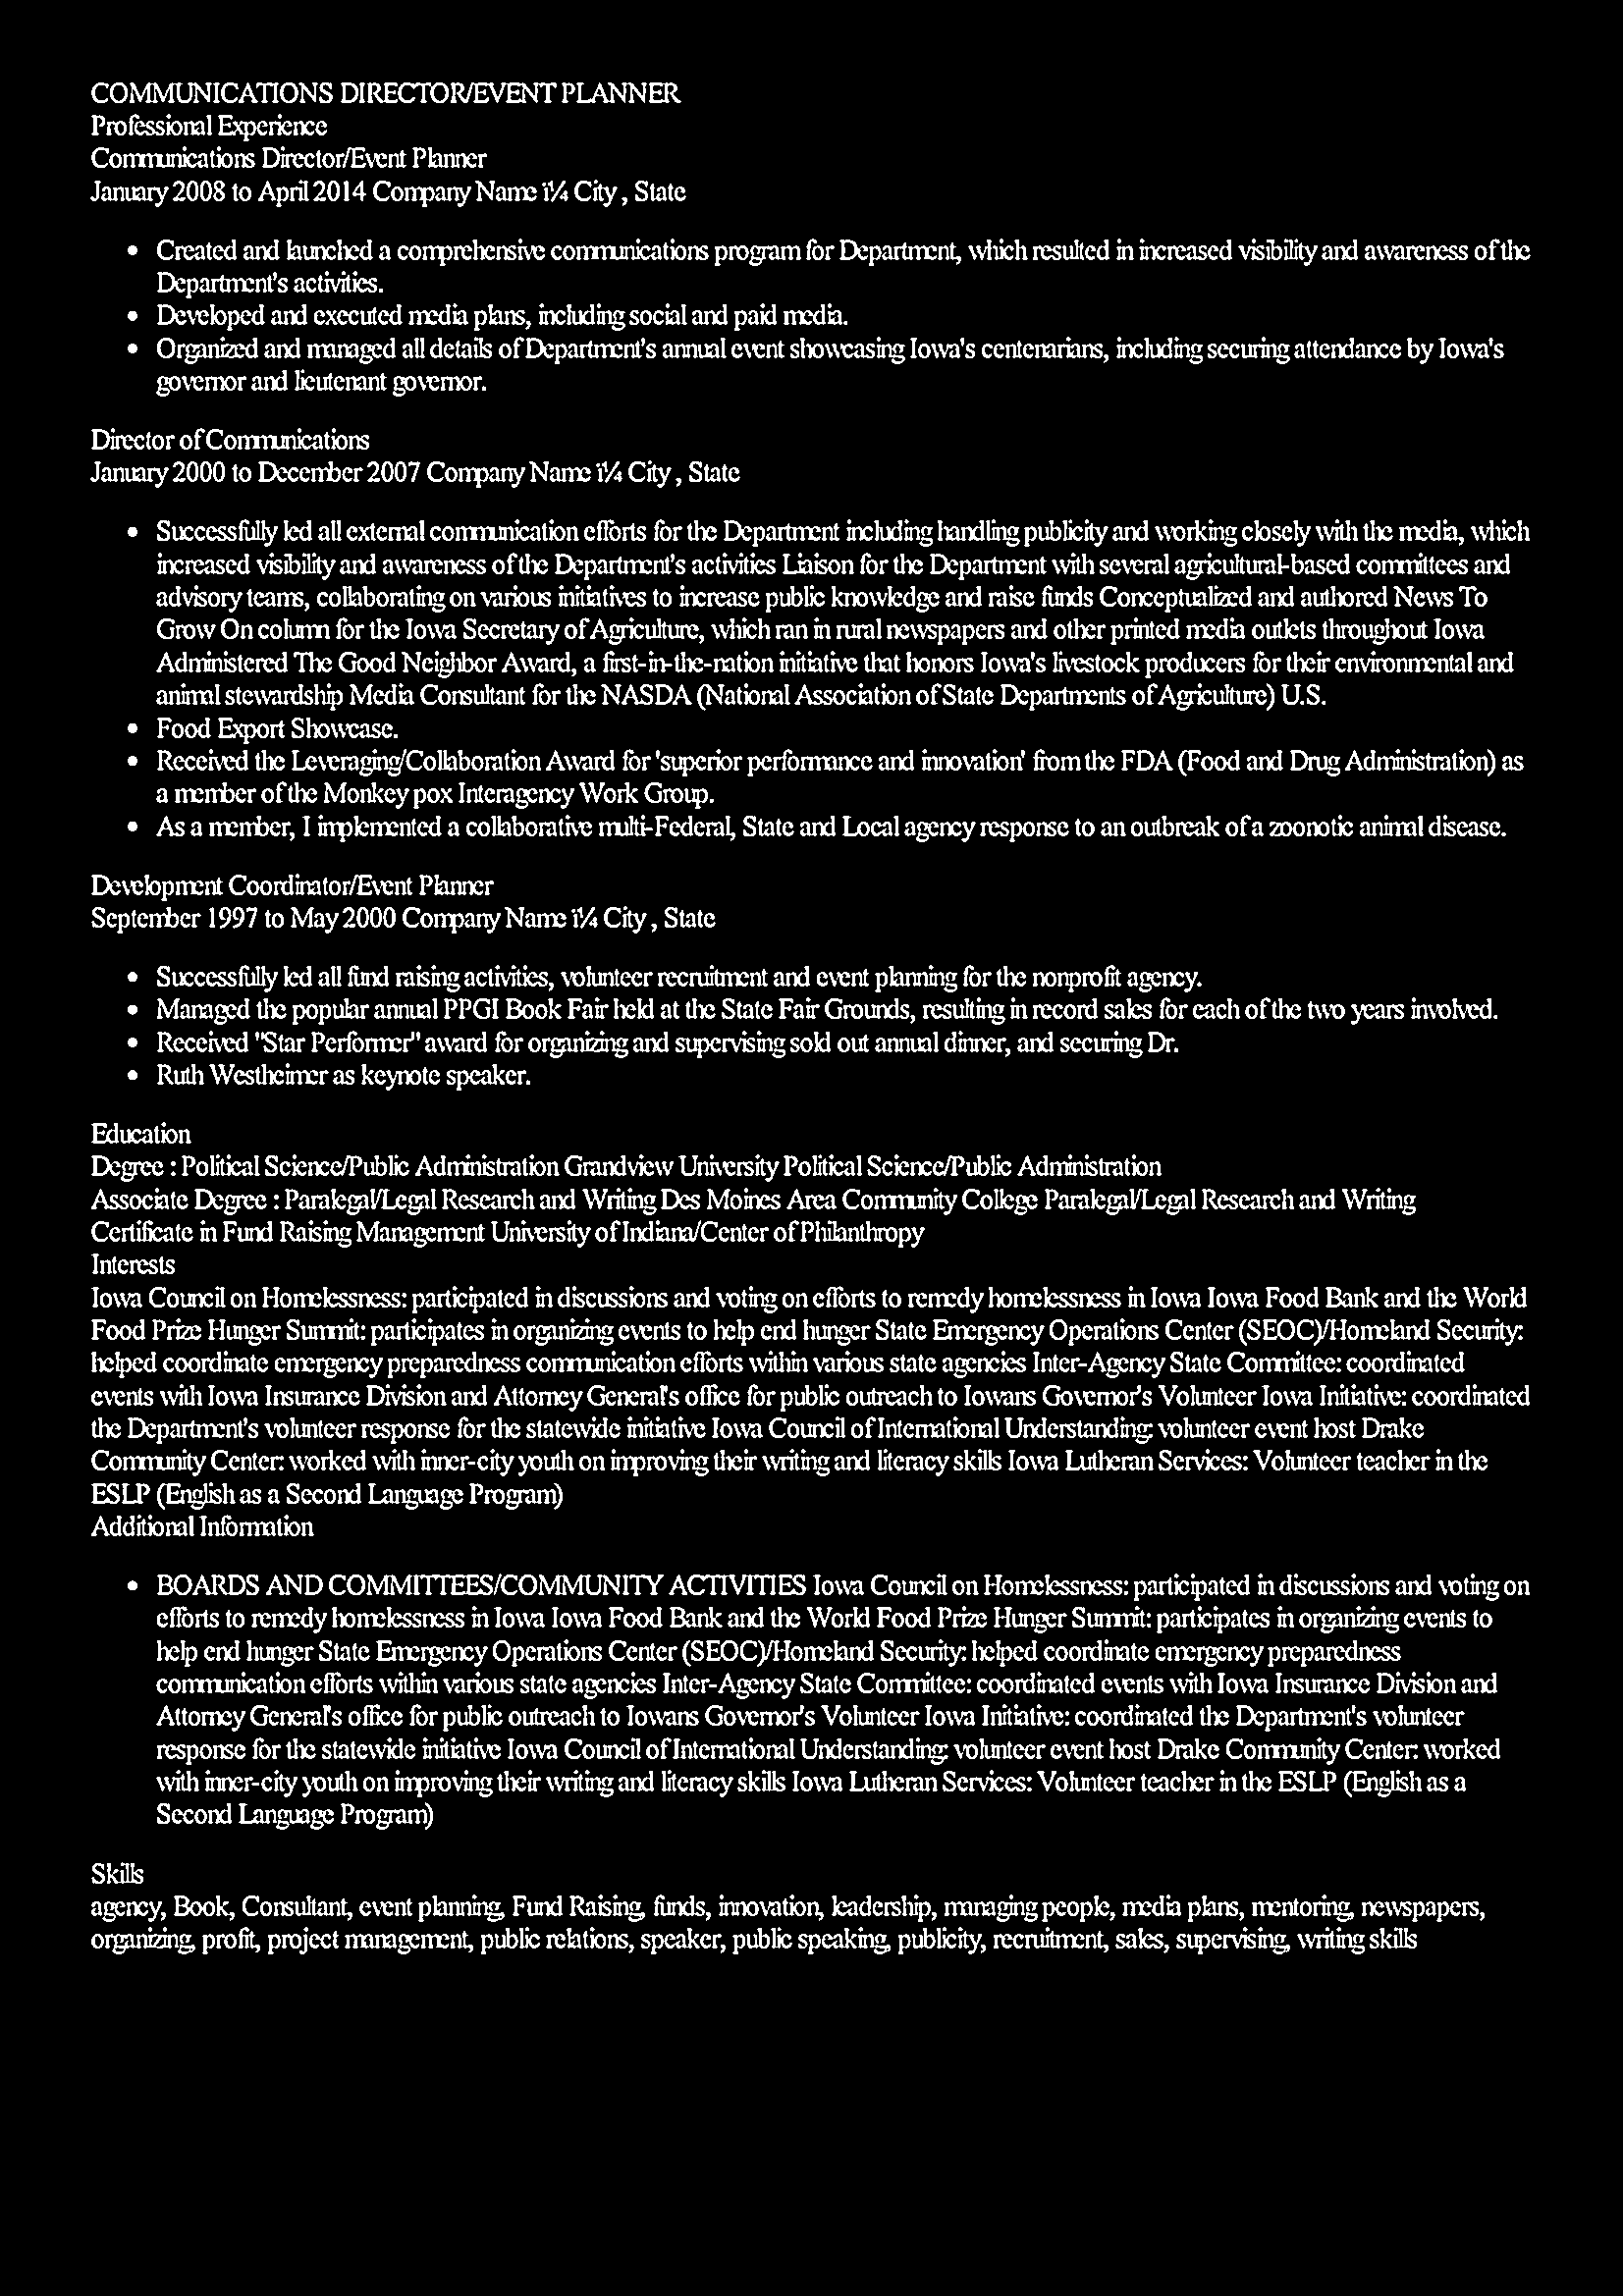 COMMUNICATIONS DIRECTOR/EVENT PLANNER
Professional Experience
Communications Director/Event Planner
January 2008 to April 2014 Company Name ï¼ City , State
• Created and launched a comprehensive communications program for Department, which resulted in increased visibility and awareness of the
Department's activities.
• Developed and executed media plans, including social and paid media.
• Organized and managed all details of Department's annual event showcasing Iowa's centenarians, including securing attendance by Iowa's
governor and lieutenant governor.
Director of Communications
January 2000 to December 2007 Company Name ï¼ City , State
• Successfully led all external communication efforts for the Department including handling publicity and working closely with the media, which
increased visibility and awareness of the Department's activities Liaison for the Department with several agricultural-based committees and
advisory teams, collaborating on various initiatives to increase public knowledge and raise funds Conceptualized and authored News To
Grow On column for the Iowa Secretary of Agriculture, which ran in rural newspapers and other printed media outlets throughout Iowa
Administered The Good Neighbor Award, a first-in-the-nation initiative that honors Iowa's livestock producers for their environmental and
animal stewardship Media Consultant for the NASDA (National Association of State Departments of Agriculture) U.S.
• Food Export Showcase.
• Received the Leveraging/Collaboration Award for 'superior performance and innovation' from the FDA (Food and Drug Administration) as
a member of the Monkey pox Interagency Work Group.
• As a member, I implemented a collaborative multi-Federal, State and Local agency response to an outbreak of a zoonotic animal disease.
Development Coordinator/Event Planner
September 1997 to May 2000 Company Name ï¼ City , State
• Successfully led all fund raising activities, volunteer recruitment and event planning for the nonprofit agency.
• Managed the popular annual PPGI Book Fair held at the State Fair Grounds, resulting in record sales for each of the two years involved.
• Received "Star Performer" award for organizing and supervising sold out annual dinner, and securing Dr.
• Ruth Westheimer as keynote speaker.
Education
Degree : Political Science/Public Administration Grandview University Political Science/Public Administration
Associate Degree : Paralegal/Legal Research and Writing Des Moines Area Community College Paralegal/Legal Research and Writing
Certificate in Fund Raising Management University of Indiana/Center of Philanthropy
Interests
Iowa Council on Homelessness: participated in discussions and voting on efforts to remedy homelessness in Iowa Iowa Food Bank and the World
Food Prize Hunger Summit: participates in organizing events to help end hunger State Emergency Operations Center (SEOC)/Homeland Security:
helped coordinate emergency preparedness communication efforts within various state agencies Inter-Agency State Committee: coordinated
events with Iowa Insurance Division and Attorney General's office for public outreach to Iowans Governor's Volunteer Iowa Initiative: coordinated
the Department's volunteer response for the statewide initiative Iowa Council of International Understanding: volunteer event host Drake
Community Center: worked with inner-city youth on improving their writing and literacy skills Iowa Lutheran Services: Volunteer teacher in the
ESLP (English as a Second Language Program)
Additional Information
• BOARDS AND COMMITTEES/COMMUNITY ACTIVITIES Iowa Council on Homelessness: participated in discussions and voting on
efforts to remedy homelessness in Iowa Iowa Food Bank and the World Food Prize Hunger Summit: participates in organizing events to
help end hunger State Emergency Operations Center (SEOC)/Homeland Security: helped coordinate emergency preparedness
communication efforts within various state agencies Inter-Agency State Committee: coordinated events with Iowa Insurance Division and
Attorney General's office for public outreach to Iowans Governor's Volunteer Iowa Initiative: coordinated the Department's volunteer
response for the statewide initiative Iowa Council of International Understanding: volunteer event host Drake Community Center: worked
with inner-city youth on improving their writing and literacy skills Iowa Lutheran Services: Volunteer teacher in the ESLP (English as a
Second Language Program)
Skills
agency, Book, Consultant, event planning, Fund Raising, funds, innovation, leadership, managing people, media plans, mentoring, newspapers,
organizing, profit, project management, public relations, speaker, public speaking, publicity, recruitment, sales, supervising, writing skills